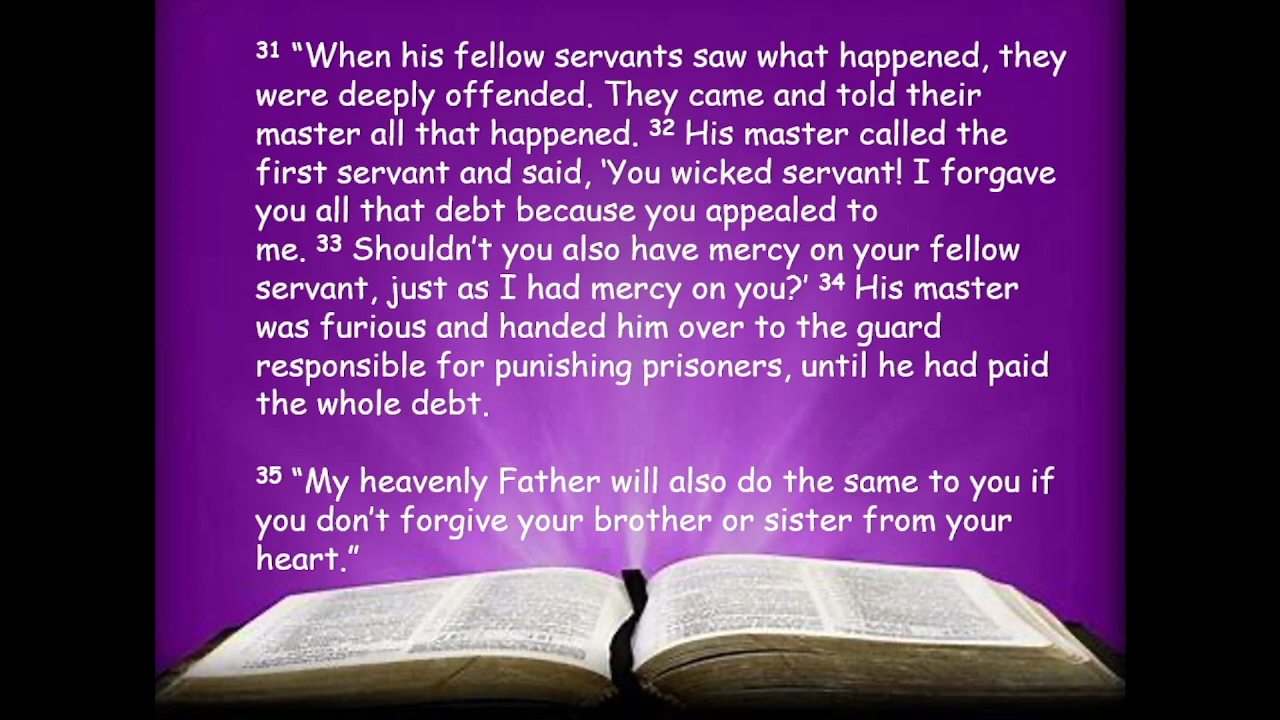 31 “When his fellow servants saw what happened, they
were deeply offended. They came and told their
master all that happened. 32 His master called the
first servant and said, ‘You wicked servant! I forgave
you all that debt because you appealed to
me. 33 Shouldn’t you also have mercy on your fellow
servant, just as I had mercy on you?’ 34 His master
was furious and handed him over to the guard
responsible for punishing prisoners, until he had paid
the whole debt.
35 “My heavenly Father will also do the same to you if
you don’t forgive your brother or sister from your
heart.”